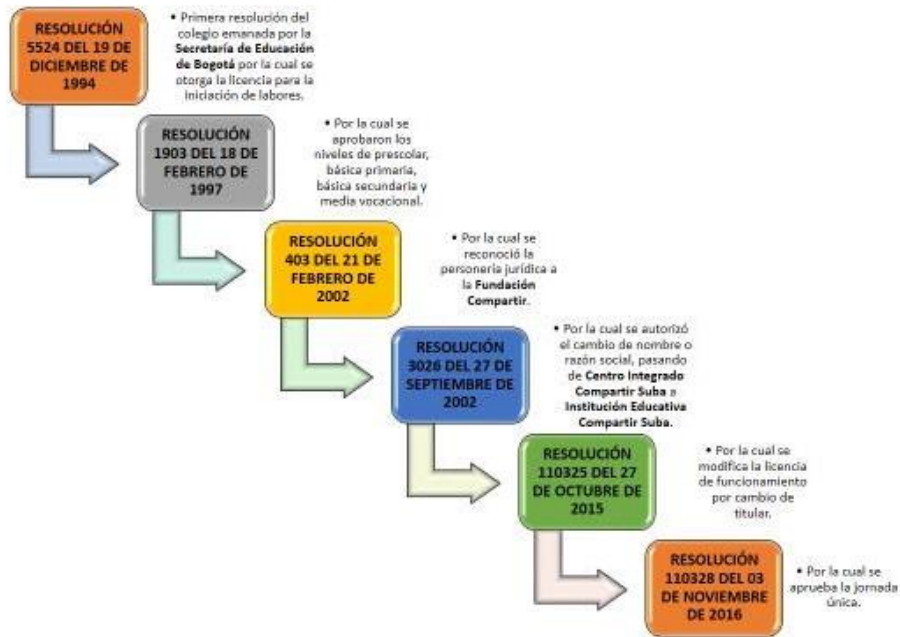 RESOLUCIÓN
5524 DEL 19 DE
DICIEMBRE DE
1994
• Primera resolución del
colegio emanada por la
Secretaría de Educación
de Bogotá por la cual se
otorga la licencia para la
iniciación de labores.
RESOLUCIÓN
1903 DEL 18 DE
FEBRERO DE
1997
• Por la cual se
aprobaron los
niveles de prescolar,
básica primaria,
básica secundaria y
media vocacional.
RESOLUCIÓN
403 DEL 21 DE
FEBRERO DE
2002
• Por la cual se
reconoció la
personería jurídica a
la Fundación
Compartir.
RESOLUCIÓN
3026 DEL 27 DE
SEPTIEMBRE DE
2002
• Por la cual se autorizó
el cambio de nombre o
razón social, pasando
de Centro Integrado
Compartir Suba a
Institución Educativa
Compartir Suba.
RESOLUCIÓN
110325 DEL 27
DE OCTUBRE DE
2015
• Por la cual se
modifica la licencia
de funcionamiento
por cambio de
titular.
RESOLUCIÓN
110328 DEL 03
DE NOVIEMBRE
DE 2016
• Por la cual se
aprueba la jornada
única.